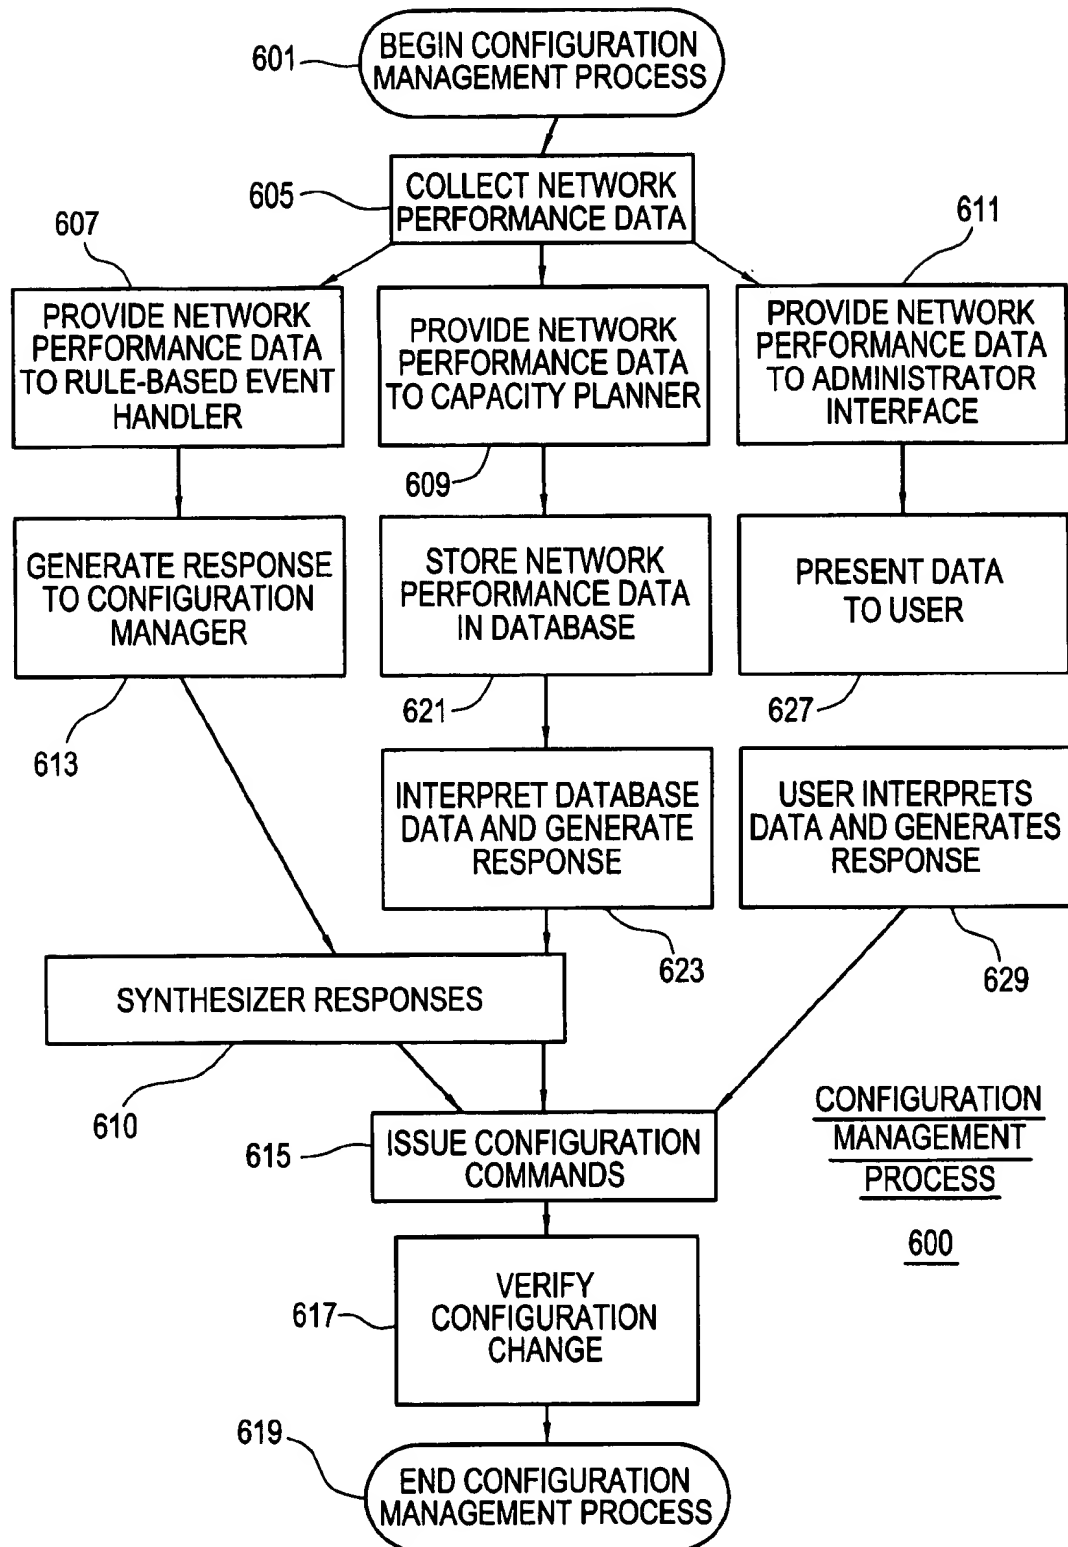 601
BEGIN CONFIGURATION
MANAGEMENT PROCESS
605
COLLECT NETWORK
PERFORMANCE DATA
607
611
PROVIDE NETWORK
PERFORMANCE DATA
TO RULE-BASED EVENT
HANDLER
PROVIDE NETWORK
PERFORMANCE DATA
TO CAPACITY PLANNER
609
PROVIDE NETWORK
PERFORMANCE DATA
TO ADMINISTRATOR
INTERFACE
GENERATE RESPONSE
TO CONFIGURATION
MANAGER
613
STORE NETWORK
PERFORMANCE DATA
IN DATABASE
621
PRESENT DATA
TO USER
627
INTERPRET DATABASE
DATA AND GENERATE
RESPONSE
623
USER INTERPRETS
DATA AND GENERATES
RESPONSE
629
SYNTHESIZER RESPONSES
610
615
ISSUE CONFIGURATION
COMMANDS
CONFIGURATION
MANAGEMENT
PROCESS
600
617
VERIFY
CONFIGURATION
CHANGE
619
END CONFIGURATION
MANAGEMENT PROCESS